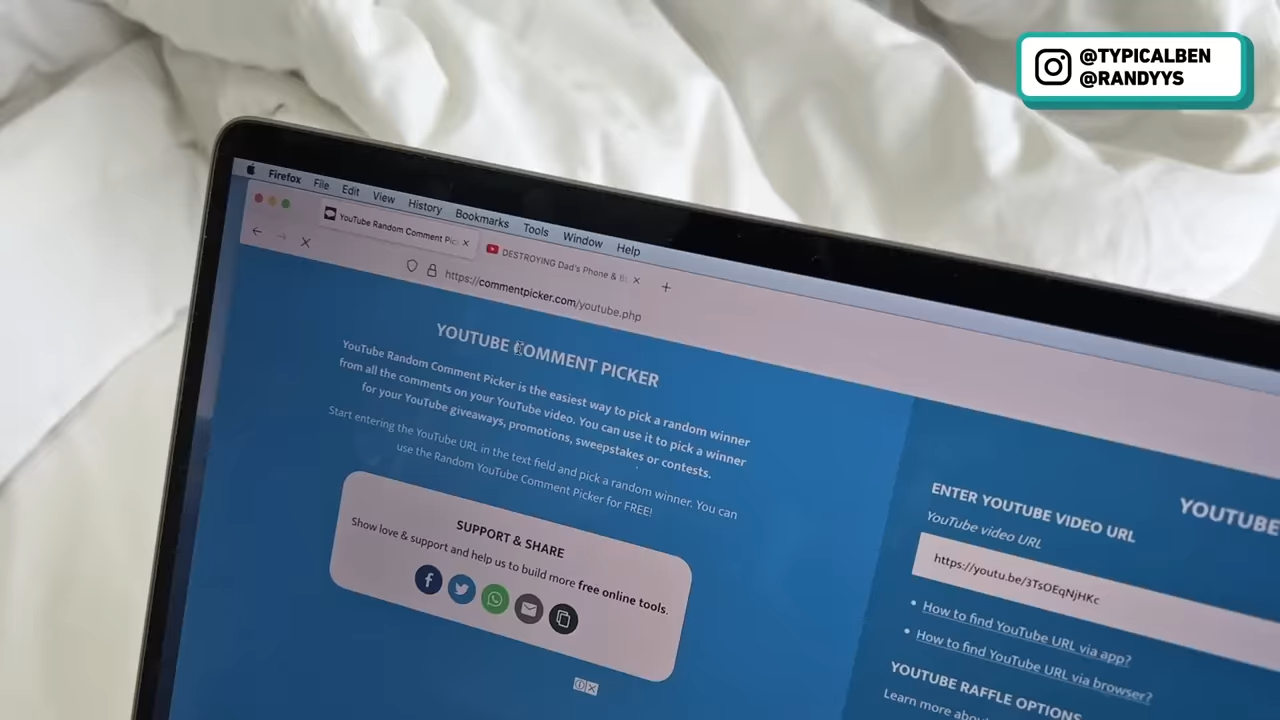 @TYPICALBEN
@RANDYYS
Firefox File Edit View History Bookmarks Tools Window Help
YouTube Random Comment Pic
DESTROYING Dad's Phone &
https://commentpicker.com/youtube.php
YOUTUBE COMMENT PICKER
YouTube Random Comment Picker is the easiest way to pick a random winner
from all the comments on your YouTube video. You can use it to pick a winner
for your YouTube giveaways, promotions, sweepstakes or contests.
Start entering the YouTube URL in the text field and pick a random winner. You can
use the Random YouTube Comment Picker for FREE!
SUPPORT & SHARE
Show love & support and help us to build more free online tools.
YOUTUBE
ENTER YOUTUBE VIDEO URL
YouTube video URL
https://youtu.be/3TsOEqNjHKc
How to find YouTube URL via app?
How to find YouTube URL via browser?
YOUTUBE RAFFLE OPTIONS
Learn more about